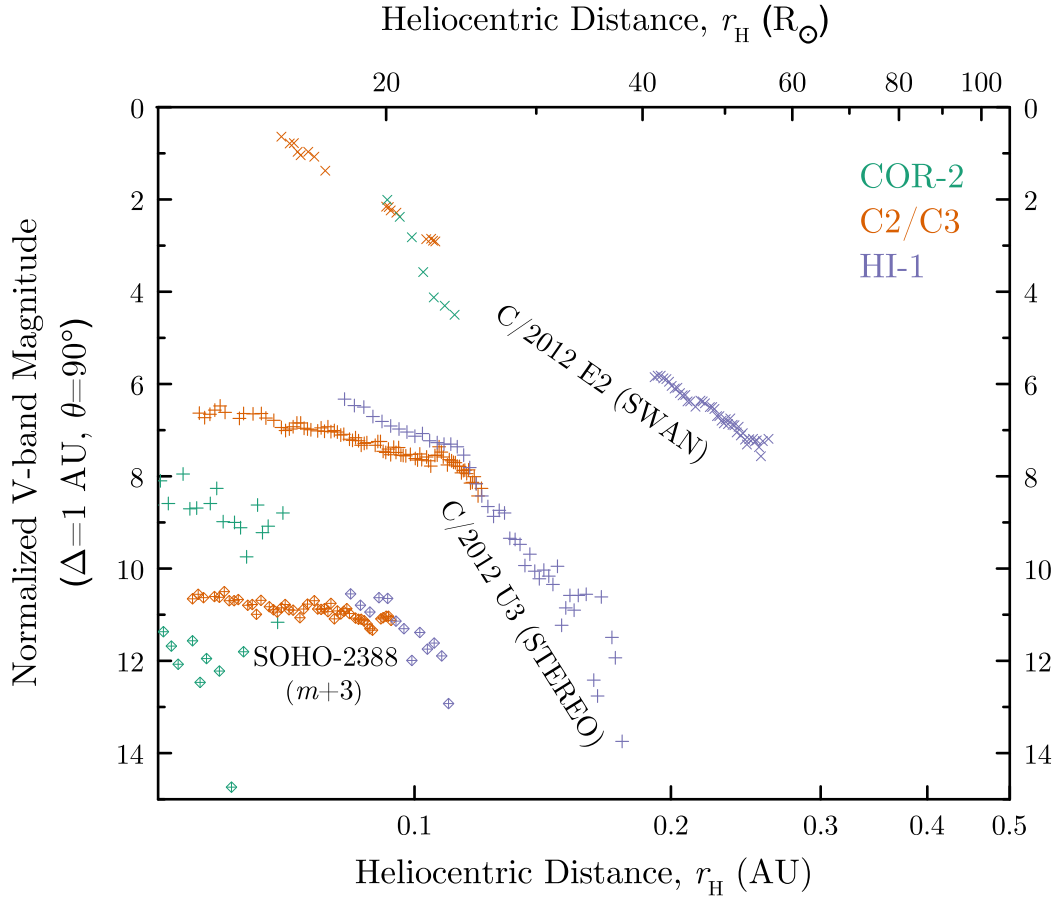 Heliocentric Distance, r_H (R_☉)
20 40 60 80 100
0 0
2 2
4 4
6 6
8 8
10 10
12 12
14 14
COR-2
C2/C3
HI-1
Normalized V-band Magnitude
(Δ=1 AU, θ=90°)
C/2012 E2 (SWAN)
C/2012 U3 (STEREO)
SOHO-2388
(m+3)
0.1 0.2 0.3 0.4 0.5
Heliocentric Distance, r_H (AU)